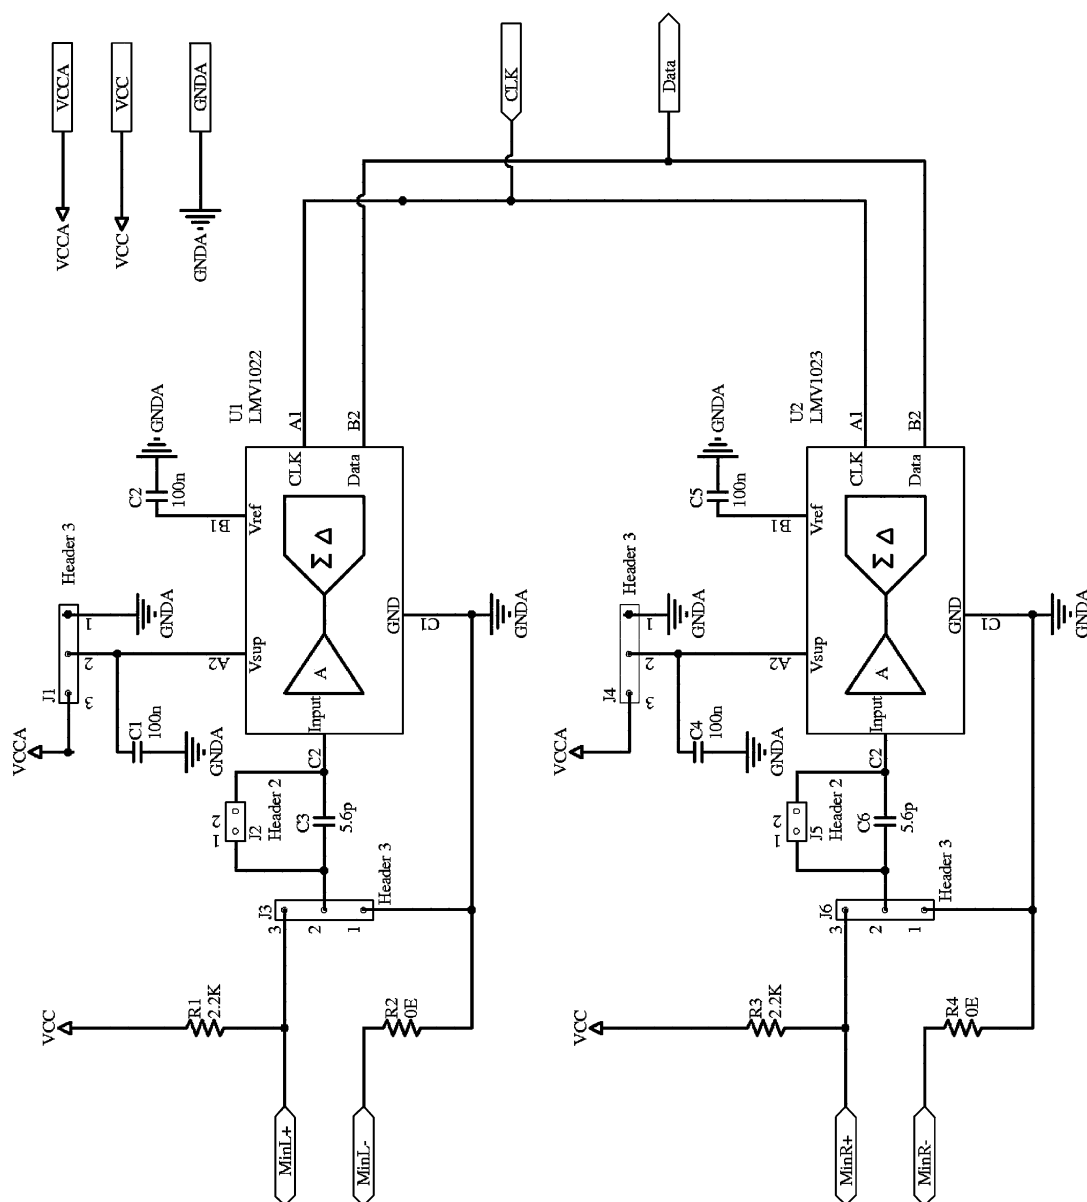 VCCA
VCC
GNDA
VCCA
VCC
GNDA
CLK
Data
U1
LMV1022
A1
B2
CLK
Data
GNDA
C2
100n
B1
Vref
Σ Δ
Header 3
1
2
3
J1
GNDA
A2
Vsup
GND
C1
GNDA
A
Input
VCCA
C1
100n
GNDA
C2
1
2
J2
Header 2
C3
5.6p
J3
3
2
1
Header 3
VCC
R1
2.2K
R2
0E
MinL+
MinL-
U2
LMV1023
A1
B2
CLK
Data
GNDA
C5
100n
B1
Vref
Σ Δ
Header 3
1
2
3
J4
GNDA
A2
Vsup
GND
C1
GNDA
A
Input
VCCA
C4
100n
GNDA
C2
1
2
J5
Header 2
C6
5.6p
J6
3
2
1
Header 3
VCC
R3
2.2K
R4
0E
MinR+
MinR-